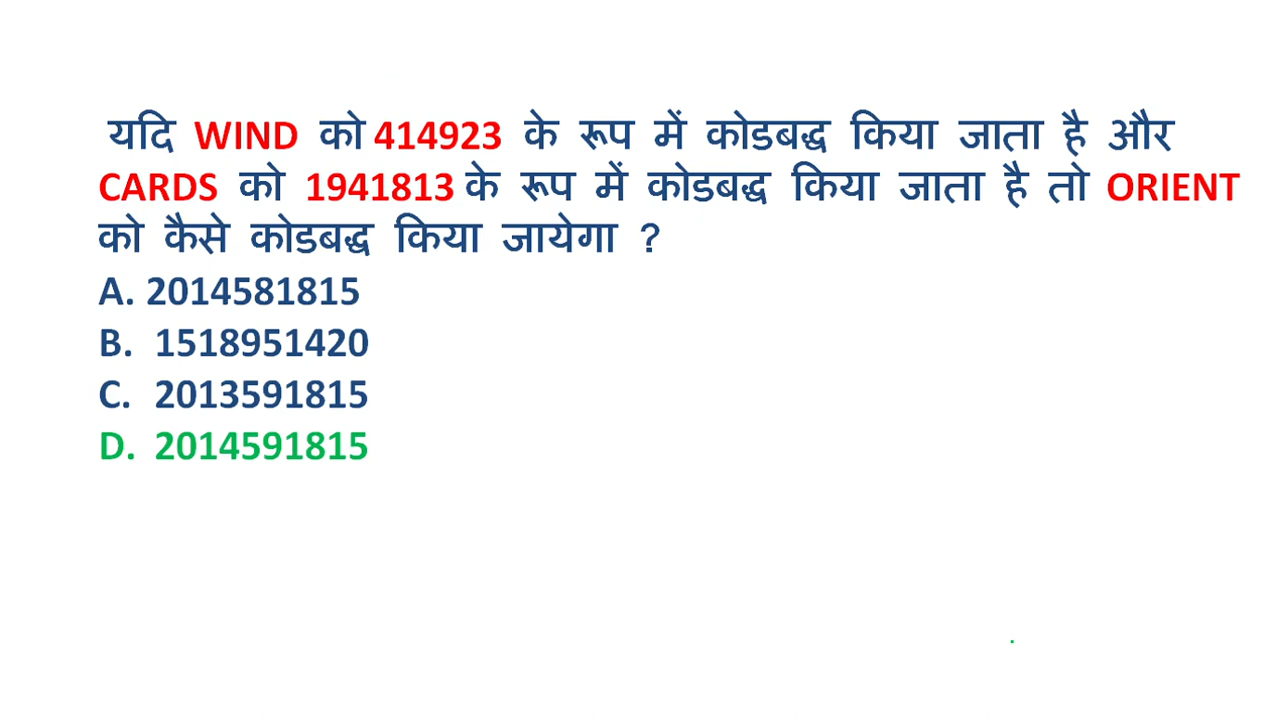 यदि WIND को 414923 के रूप में कोडबद्ध किया जाता है और
CARDS को 1941813 के रूप में कोडबद्ध किया जाता है तो ORIENT
को कैसे कोडबद्ध किया जायेगा ?
A. 2014581815
B. 1518951420
C. 2013591815
D. 2014591815